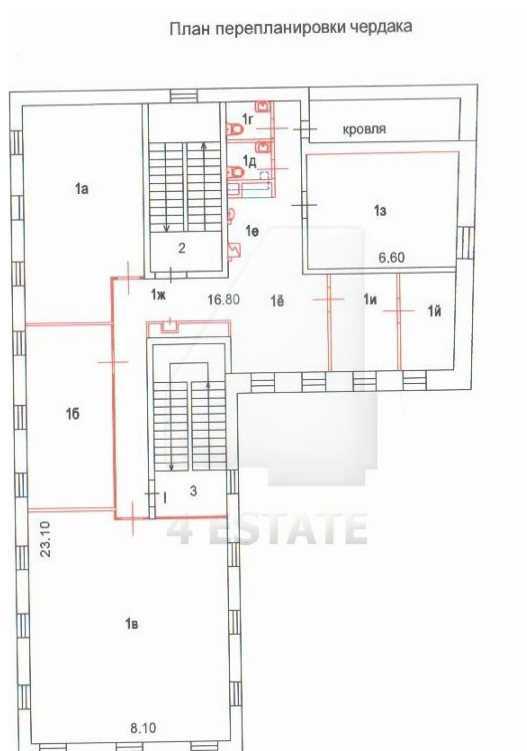 План перепланировки чердака
1г
кровля
1д
1а
1з
1е
2
6.60
1ж
16.80
1ё
1и
1й
1б
3
4 ESTATE
23.10
1в
8.10